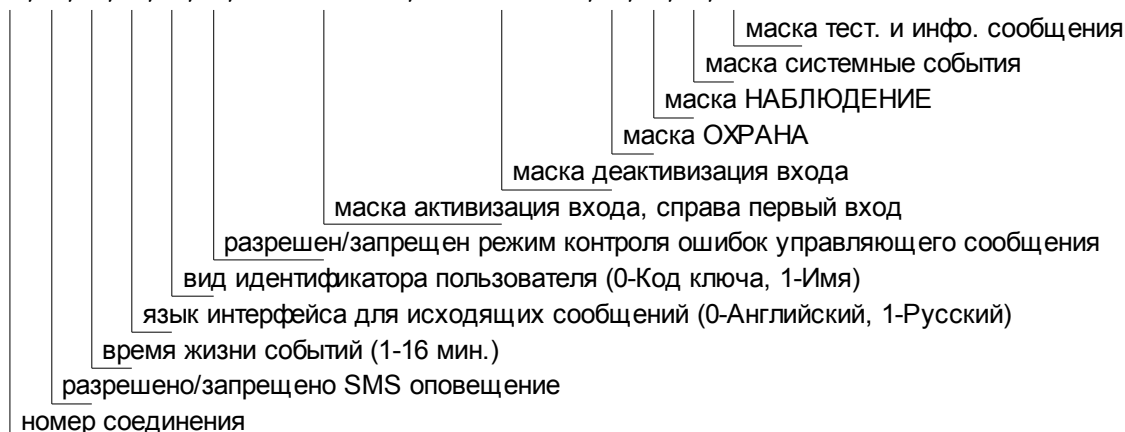 маска тест. и инфо. сообщения
маска системные события
маска НАБЛЮДЕНИЕ
маска ОХРАНА
маска деактивизация входа
маска активизация входа, справа первый вход
разрешен/запрещен режим контроля ошибок управляющего сообщения
вид идентификатора пользователя (0-Код ключа, 1-Имя)
язык интерфейса для исходящих сообщений (0-Английский, 1-Русский)
время жизни событий (1-16 мин.)
разрешено/запрещено SMS оповещение
номер соединения